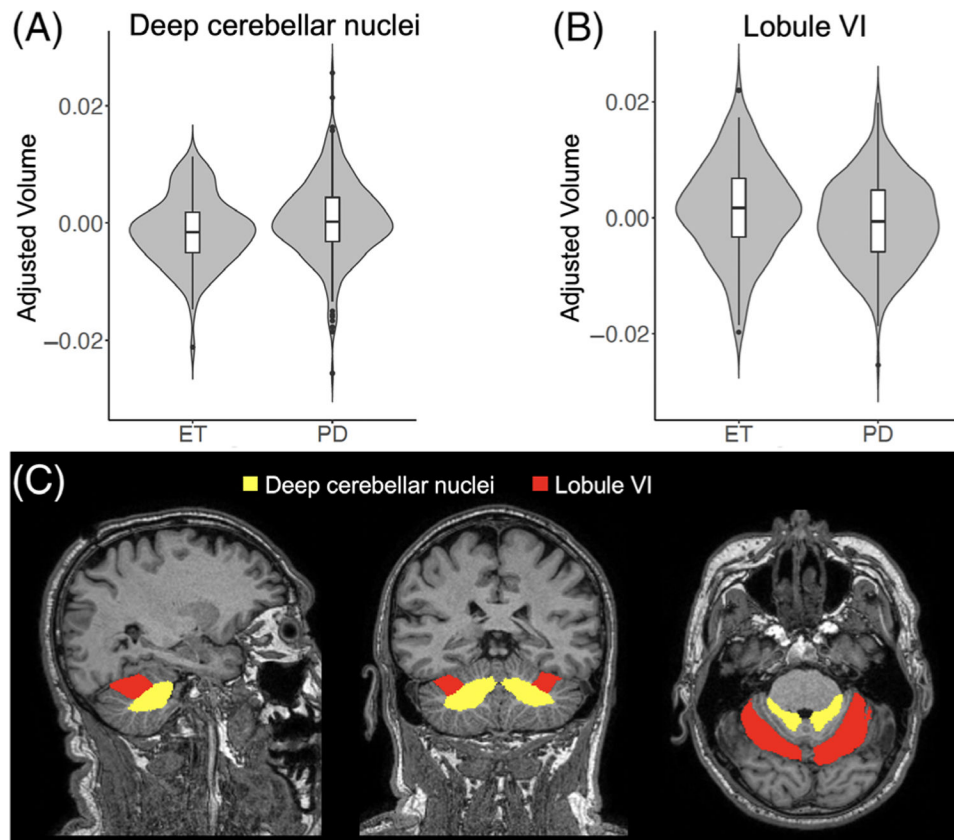 (A) Deep cerebellar nuclei
Adjusted Volume
0.02
0.00
−0.02
ET PD
(B) Lobule VI
Adjusted Volume
0.02
0.00
−0.02
ET PD
(C)
Deep cerebellar nuclei Lobule VI